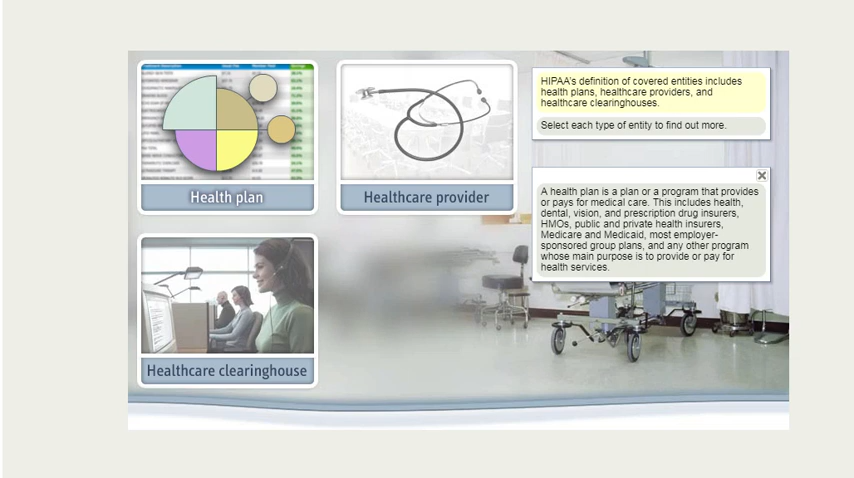 Health plan
Healthcare provider
Healthcare clearinghouse
HIPAA's definition of covered entities includes
health plans, healthcare providers, and
healthcare clearinghouses.
Select each type of entity to find out more.
A health plan is a plan or a program that provides
or pays for medical care. This includes health,
dental, vision, and prescription drug insurers,
HMOs, public and private health insurers,
Medicare and Medicaid, most employer-
sponsored group plans, and any other program
whose main purpose is to provide or pay for
health services.